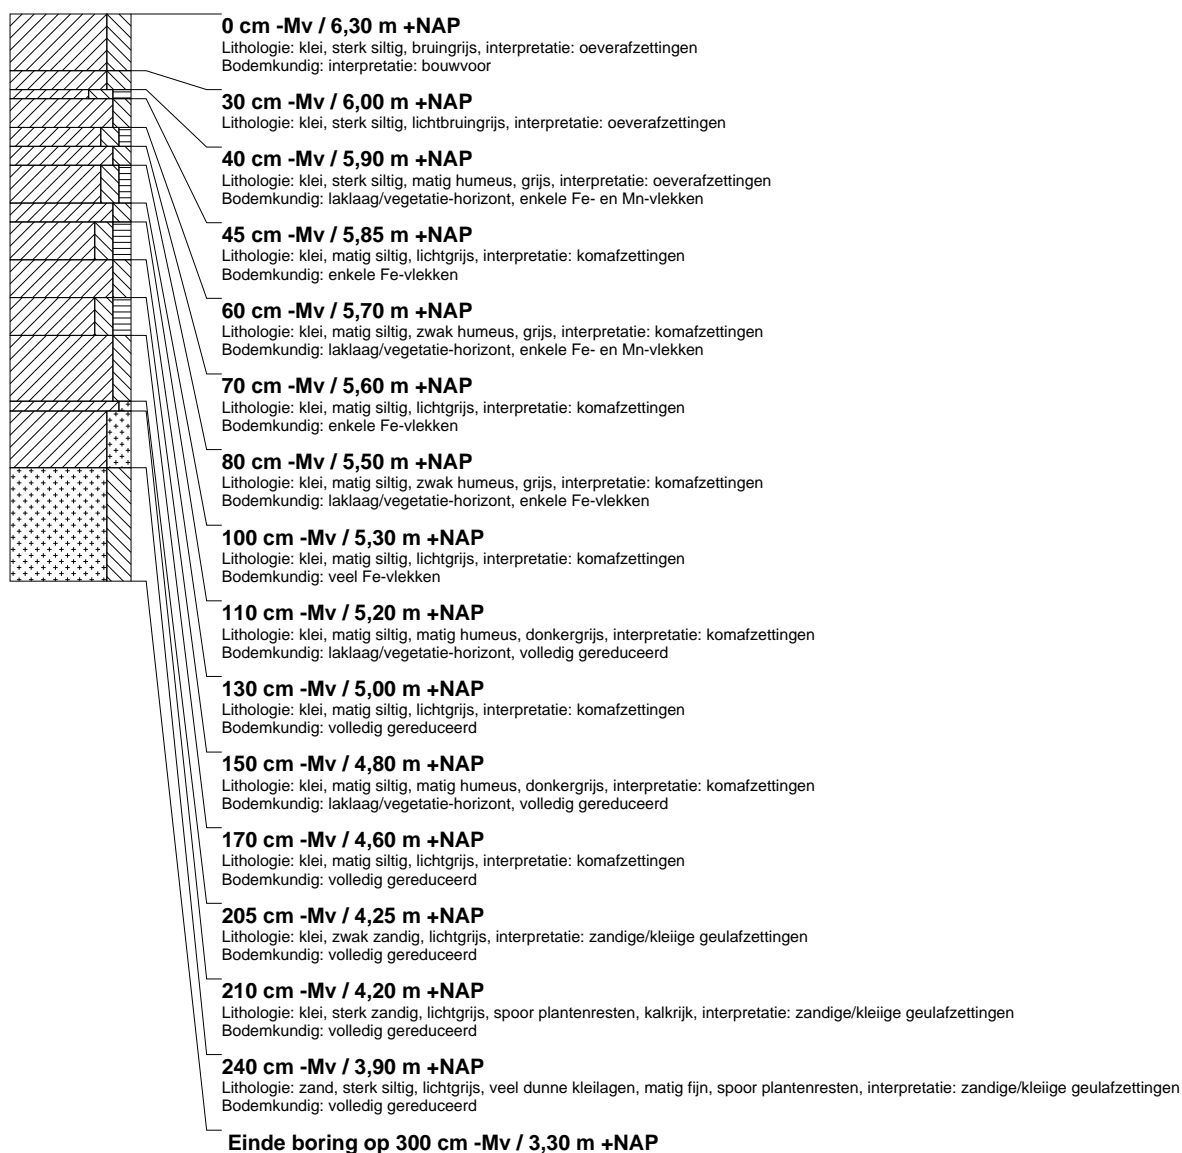 0 cm -Mv / 6,30 m +NAP
Lithologie: klei, sterk siltig, bruingrijs, interpretatie: oeverafzettingen
Bodemkundig: interpretatie: bouwvoor
30 cm -Mv / 6,00 m +NAP
Lithologie: klei, sterk siltig, lichtbruingrijs, interpretatie: oeverafzettingen
40 cm -Mv / 5,90 m +NAP
Lithologie: klei, sterk siltig, matig humeus, grijs, interpretatie: oeverafzettingen
Bodemkundig: laklaag/vegetatie-horizont, enkele Fe- en Mn-vlekken
45 cm -Mv / 5,85 m +NAP
Lithologie: klei, matig siltig, lichtgrijs, interpretatie: komafzettingen
Bodemkundig: enkele Fe-vlekken
60 cm -Mv / 5,70 m +NAP
Lithologie: klei, matig siltig, zwak humeus, grijs, interpretatie: komafzettingen
Bodemkundig: laklaag/vegetatie-horizont, enkele Fe- en Mn-vlekken
70 cm -Mv / 5,60 m +NAP
Lithologie: klei, matig siltig, lichtgrijs, interpretatie: komafzettingen
Bodemkundig: enkele Fe-vlekken
80 cm -Mv / 5,50 m +NAP
Lithologie: klei, matig siltig, zwak humeus, grijs, interpretatie: komafzettingen
Bodemkundig: laklaag/vegetatie-horizont, enkele Fe-vlekken
100 cm -Mv / 5,30 m +NAP
Lithologie: klei, matig siltig, lichtgrijs, interpretatie: komafzettingen
Bodemkundig: veel Fe-vlekken
110 cm -Mv / 5,20 m +NAP
Lithologie: klei, matig siltig, matig humeus, donkergrijs, interpretatie: komafzettingen
Bodemkundig: laklaag/vegetatie-horizont, volledig gereduceerd
130 cm -Mv / 5,00 m +NAP
Lithologie: klei, matig siltig, lichtgrijs, interpretatie: komafzettingen
Bodemkundig: volledig gereduceerd
150 cm -Mv / 4,80 m +NAP
Lithologie: klei, matig siltig, matig humeus, donkergrijs, interpretatie: komafzettingen
Bodemkundig: laklaag/vegetatie-horizont, volledig gereduceerd
170 cm -Mv / 4,60 m +NAP
Lithologie: klei, matig siltig, lichtgrijs, interpretatie: komafzettingen
Bodemkundig: volledig gereduceerd
205 cm -Mv / 4,25 m +NAP
Lithologie: klei, zwak zandig, lichtgrijs, interpretatie: zandige/kleiige geulafzettingen
Bodemkundig: volledig gereduceerd
210 cm -Mv / 4,20 m +NAP
Lithologie: klei, sterk zandig, lichtgrijs, spoor plantenresten, kalkrijk, interpretatie: zandige/kleiige geulafzettingen
Bodemkundig: volledig gereduceerd
240 cm -Mv / 3,90 m +NAP
Lithologie: zand, sterk siltig, lichtgrijs, veel dunne kleilagen, matig fijn, spoor plantenresten, interpretatie: zandige/kleiige geulafzettingen
Bodemkundig: volledig gereduceerd
Einde boring op 300 cm -Mv / 3,30 m +NAP